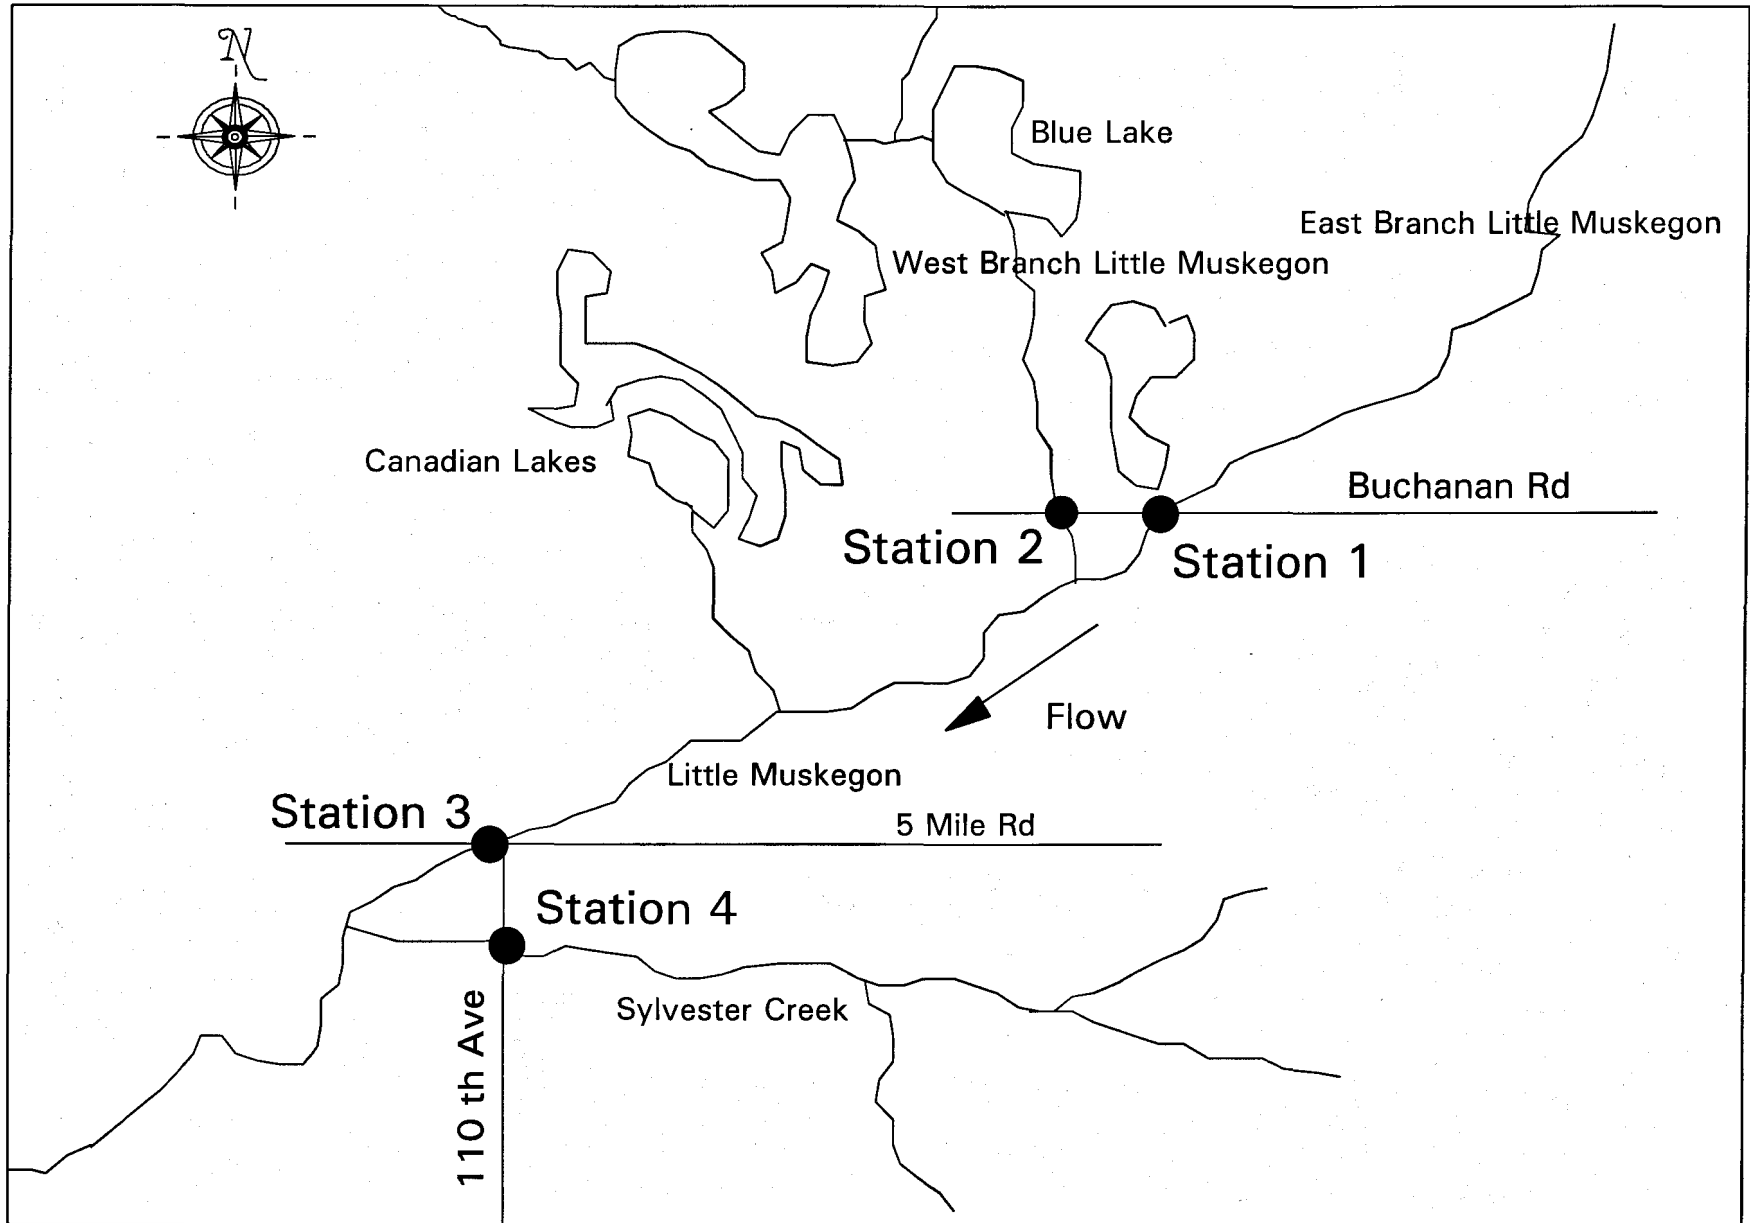 N
Blue Lake
East Branch Little Muskegon
West Branch Little Muskegon
Canadian Lakes
Buchanan Rd
Station 2
Station 1
Flow
Little Muskegon
Station 3
5 Mile Rd
Station 4
Sylvester Creek
110 th Ave